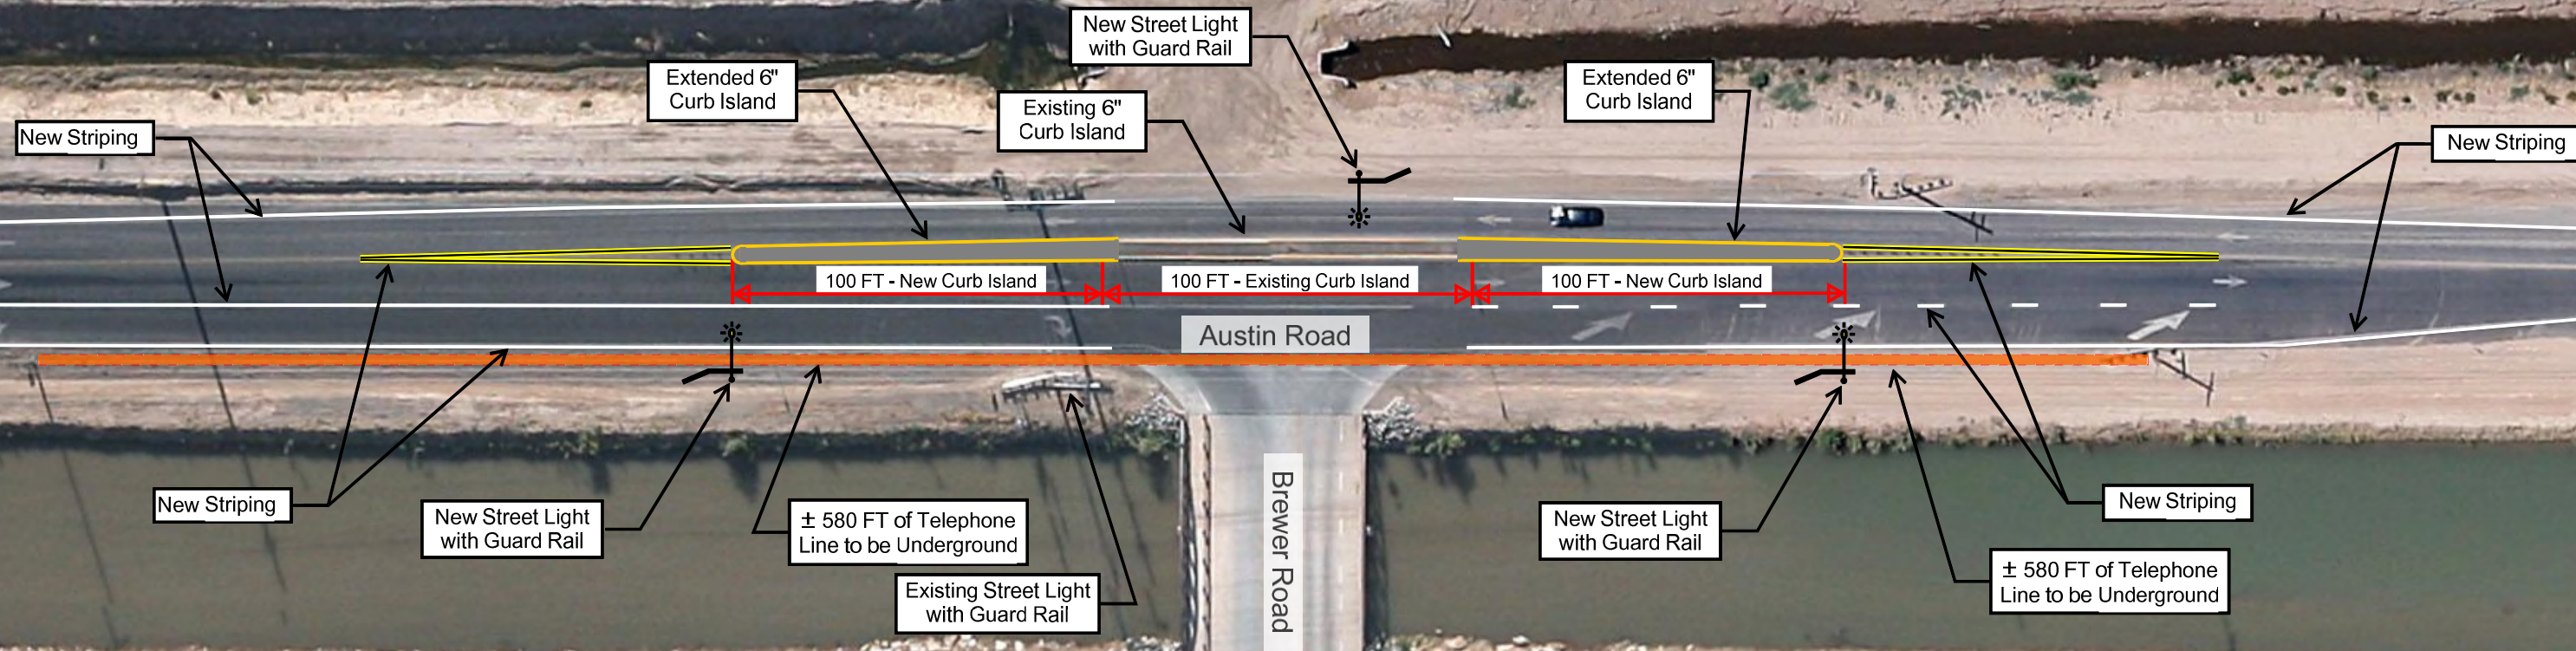 New Street Light
with Guard Rail
Extended 6"
Curb Island
Existing 6"
Curb Island
Extended 6"
Curb Island
New Striping
New Striping
100 FT - New Curb Island
100 FT - Existing Curb Island
100 FT - New Curb Island
Austin Road
New Striping
New Street Light
with Guard Rail
± 580 FT of Telephone
Line to be Underground
Existing Street Light
with Guard Rail
Brewer Road
New Street Light
with Guard Rail
New Striping
± 580 FT of Telephone
Line to be Underground